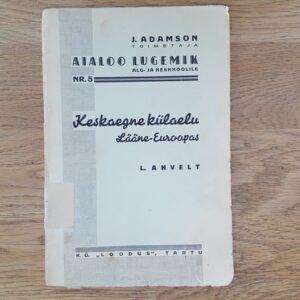 J. ADAMSON
TOIMETAJA
AJALOO LUGEMIK
ALG- JA KESKKOOLILE
NR. 5
Keskaegne külaelu
Lääne-Euroopas
L. ANVELT
K.Ü. „LOODUS", TARTU